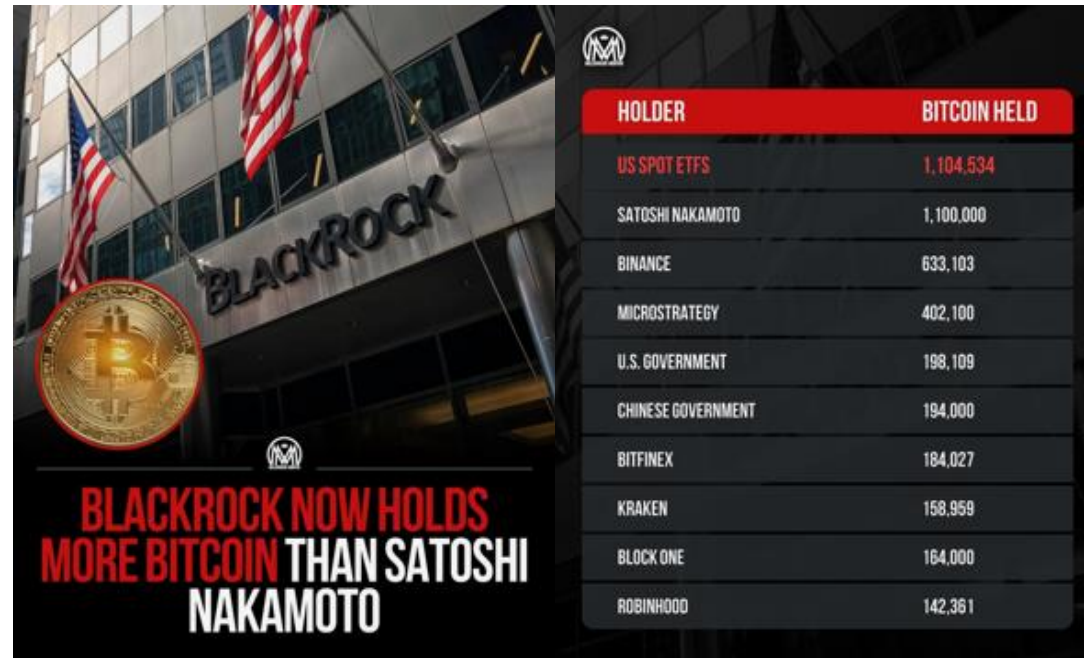 BLACKROCK
BLACKROCK NOW HOLDS
MORE BITCOIN THAN SATOSHI
NAKAMOTO
HOLDER BITCOIN HELD
US SPOT ETFS 1,104,534
SATOSHI NAKAMOTO 1,100,000
BINANCE 633,103
MICROSTRATEGY 402,100
U.S. GOVERNMENT 198,109
CHINESE GOVERNMENT 194,000
BITFINEX 184,027
KRAKEN 158,959
BLOCK ONE 164,000
ROBINHOOD 142,361